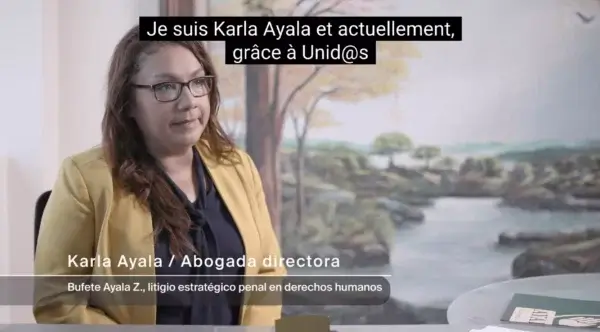 Je suis Karla Ayala et actuellement,
grâce à Unid@s
Karla Ayala / Abogada directora
Bufete Ayala Z., litigio estratégico penal en derechos humanos